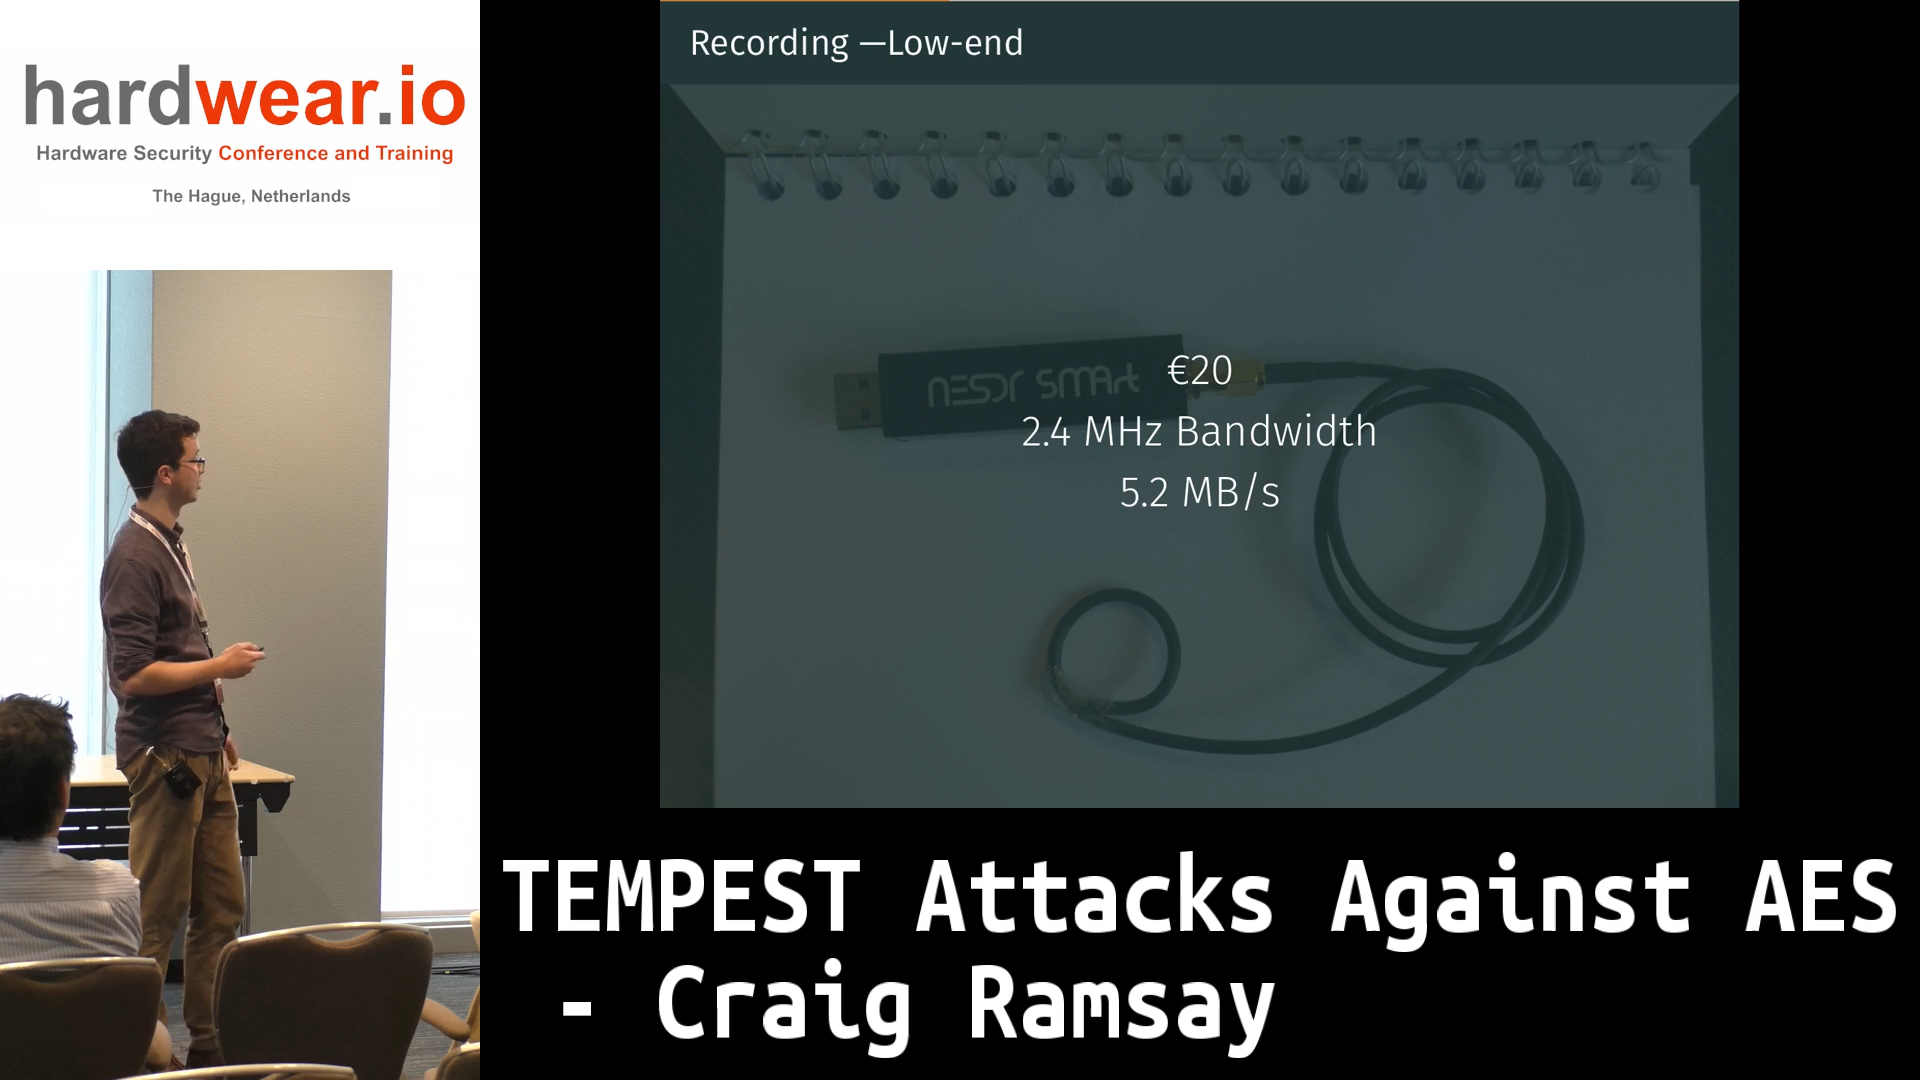 hardwear.io
Hardware Security Conference and Training
The Hague, Netherlands
Recording —Low-end
NESDR SMArt
€20
2.4 MHz Bandwidth
5.2 MB/s
TEMPEST Attacks Against AES
- Craig Ramsay